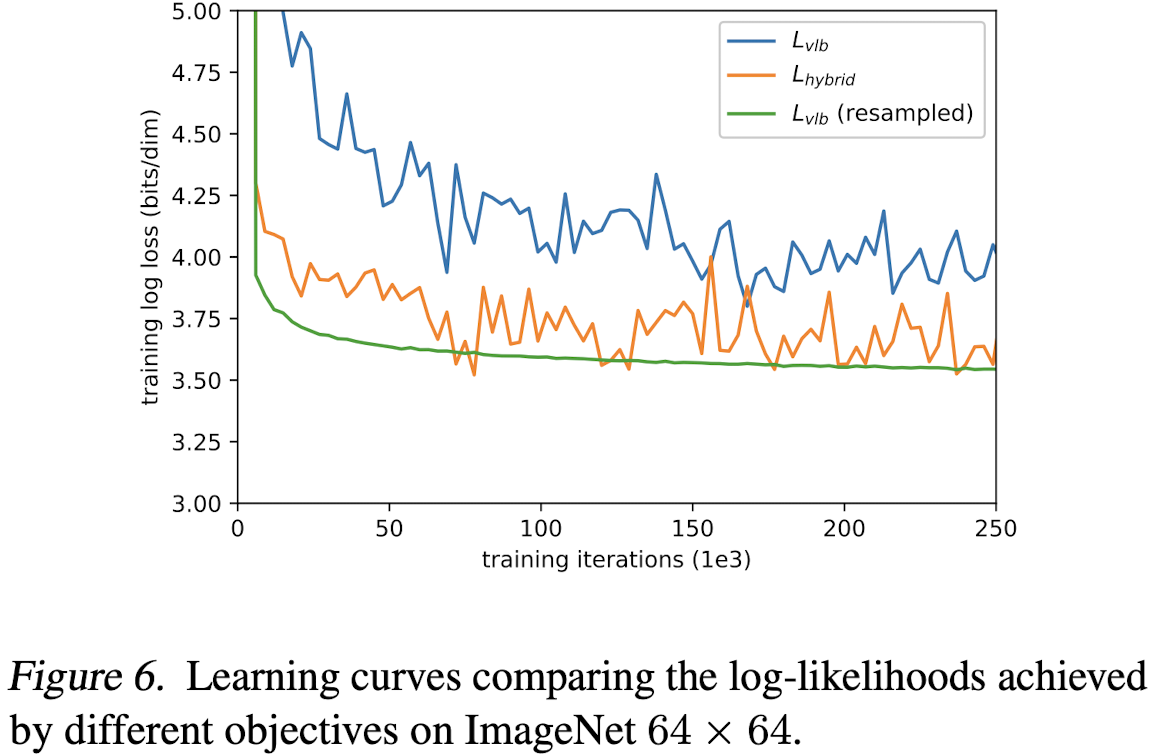 5.00
4.75
4.50
4.25
4.00
3.75
3.50
3.25
3.00
training log loss (bits/dim)
L_vlb
L_hybrid
L_vlb (resampled)
0 50 100 150 200 250
training iterations (1e3)
Figure 6. Learning curves comparing the log-likelihoods achieved
by different objectives on ImageNet 64 × 64.